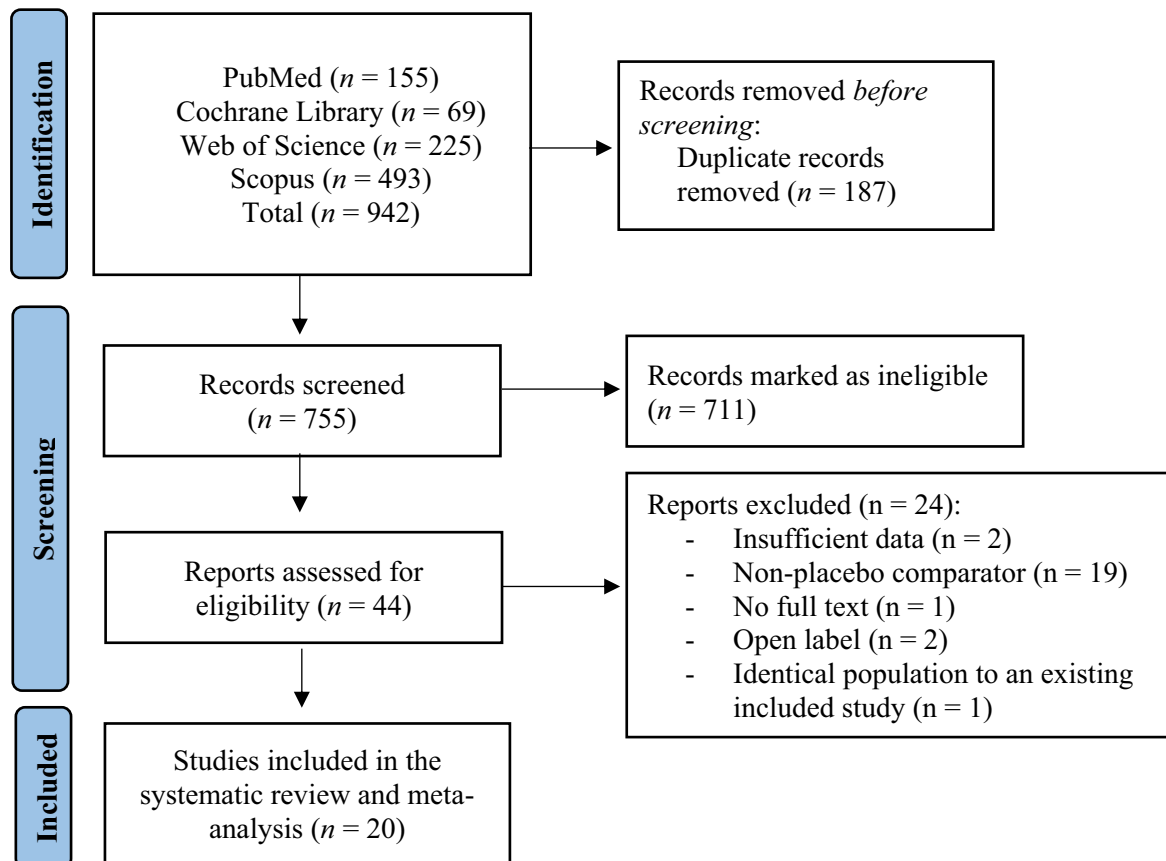 Identification
PubMed (n = 155)
Cochrane Library (n = 69)
Web of Science (n = 225)
Scopus (n = 493)
Total (n = 942)
Records removed before
screening:
Duplicate records
removed (n = 187)
Screening
Records screened
(n = 755)
Records marked as ineligible
(n = 711)
Reports assessed for
eligibility (n = 44)
Reports excluded (n = 24):
- Insufficient data (n = 2)
- Non-placebo comparator (n = 19)
- No full text (n = 1)
- Open label (n = 2)
- Identical population to an existing
included study (n = 1)
Included
Studies included in the
systematic review and meta-
analysis (n = 20)